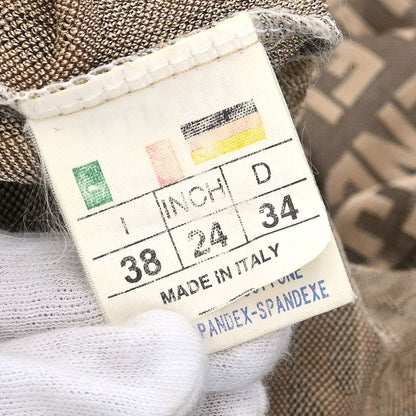 I INCH D
38 24 34
MADE IN ITALY
PANDEX-SPANDEXE